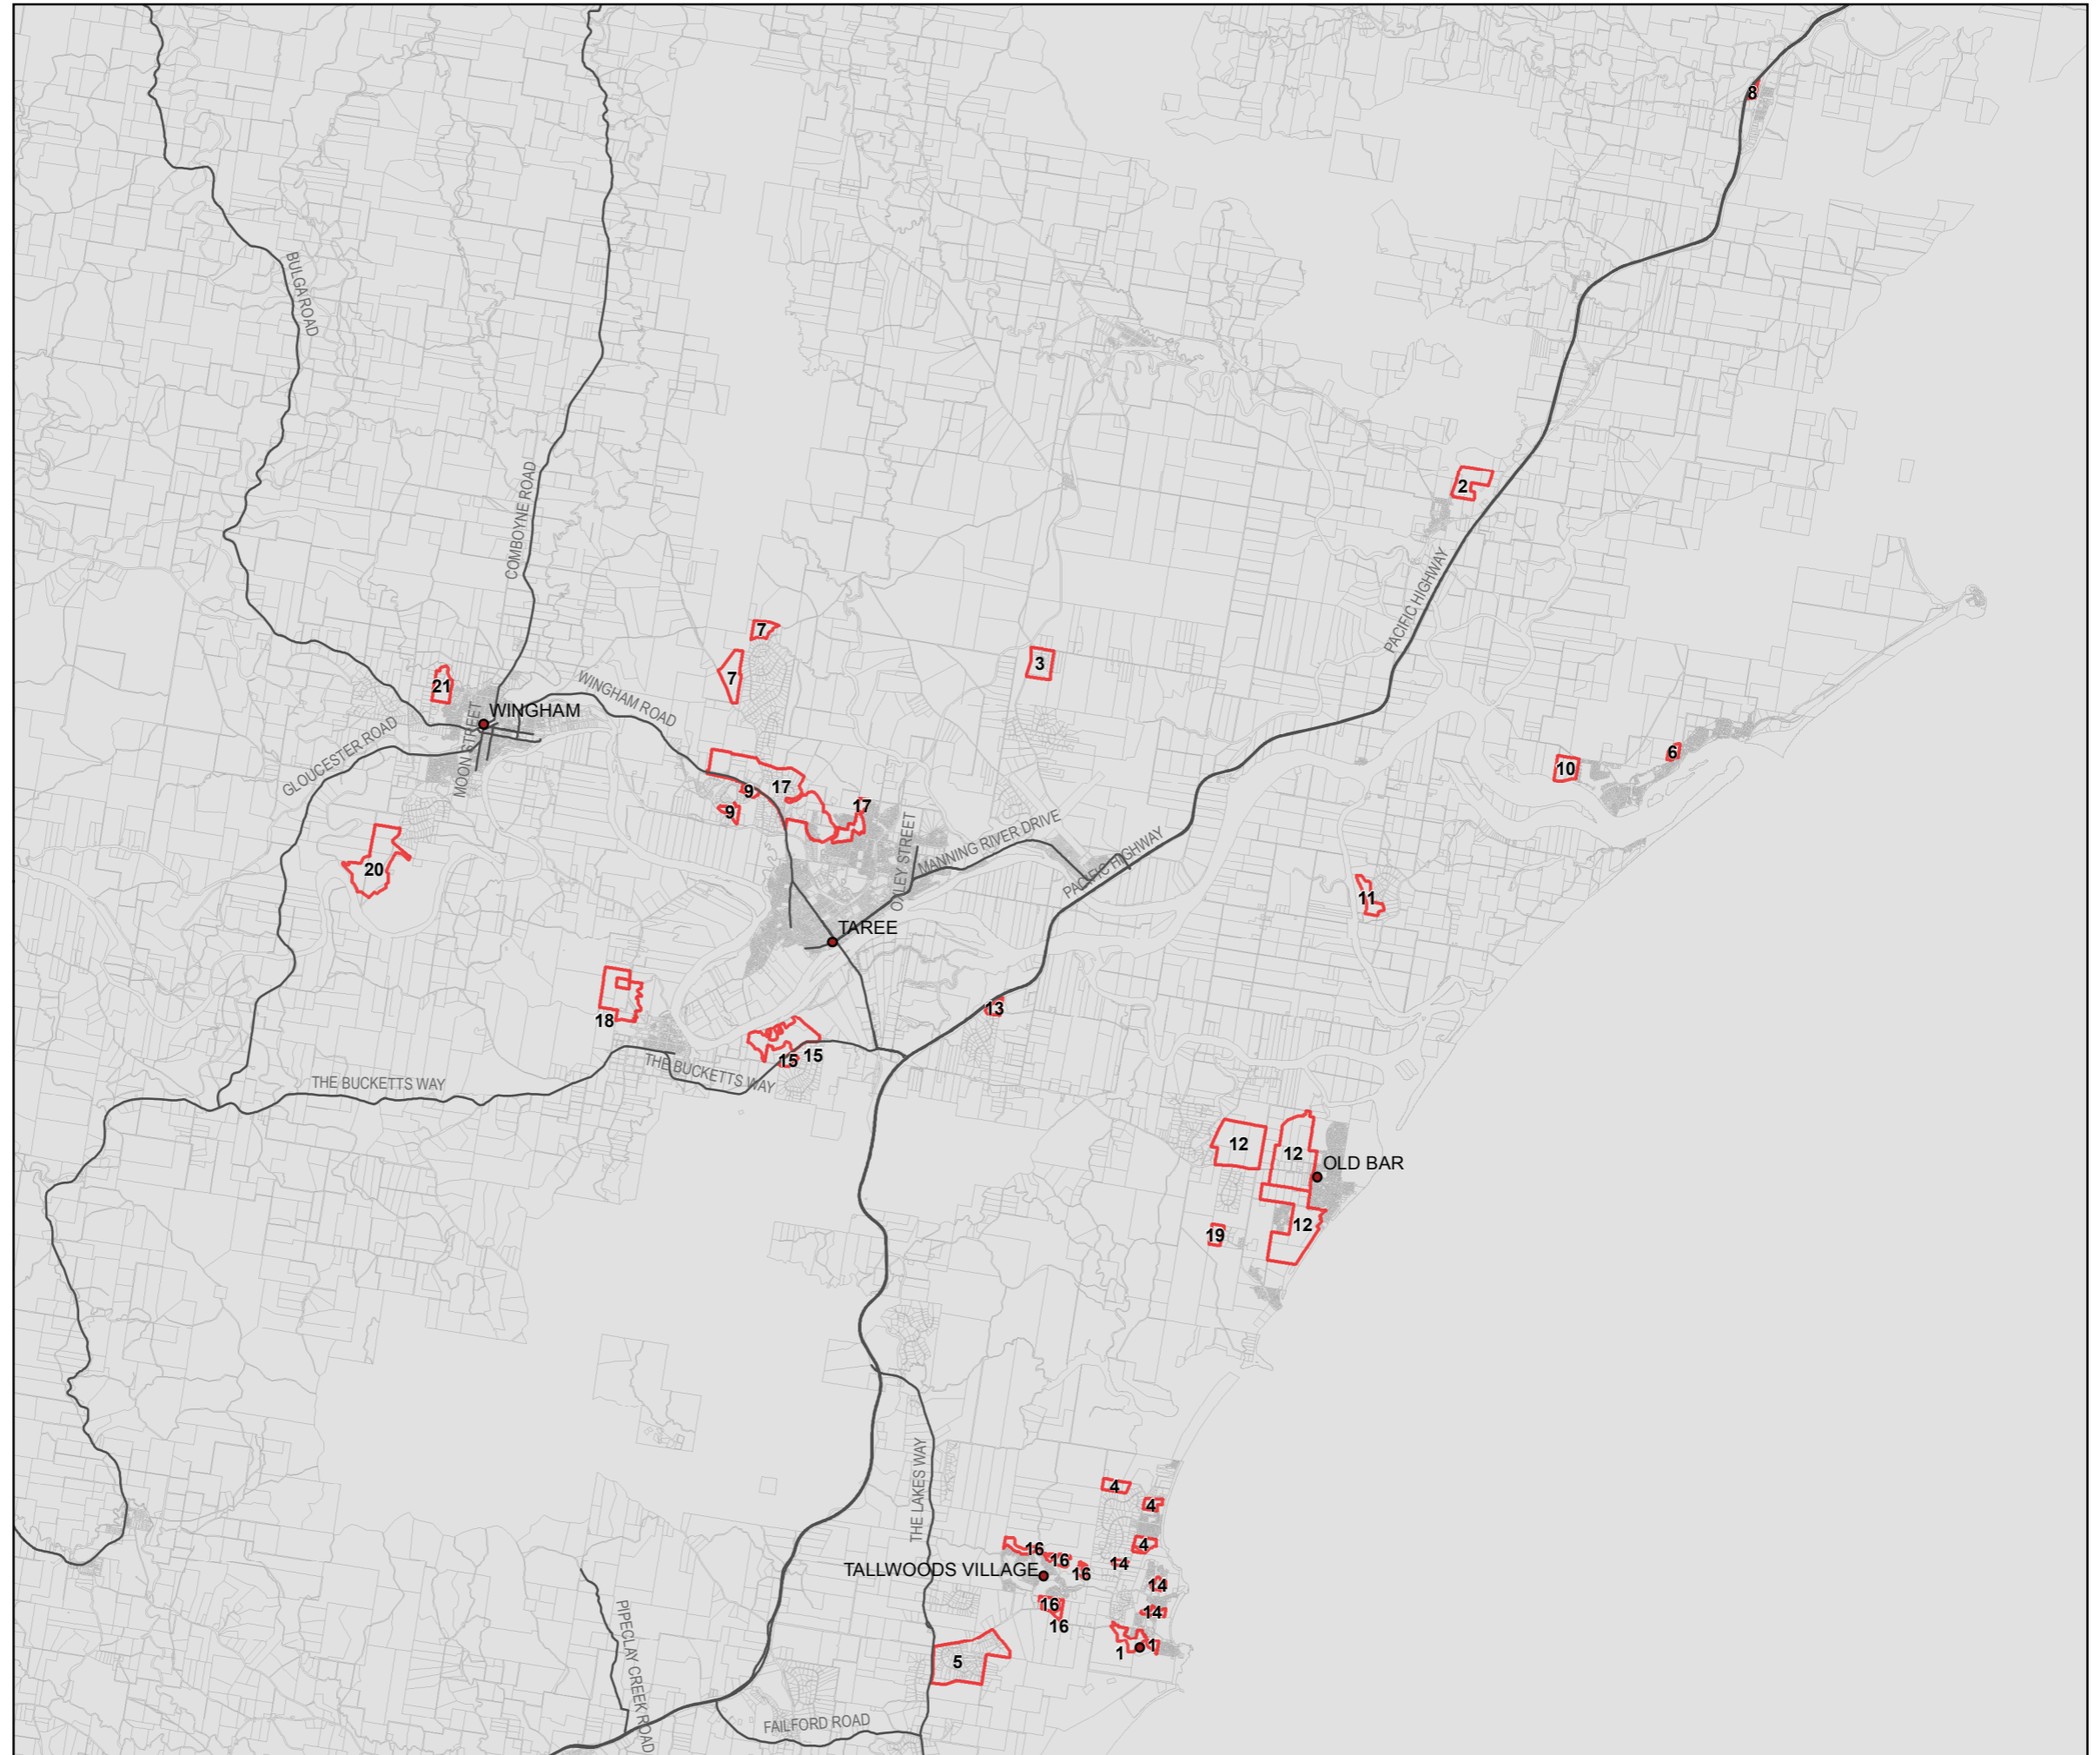 8
BULGA ROAD
COMBOYNE ROAD
2
PACIFIC HIGHWAY
7
3
7
21
WINGHAM ROAD
WINGHAM
MOON STREET
GLOUCESTER ROAD
6
10
17
9
9
17
OXLEY STREET
MANNING RIVER DRIVE
PACIFIC HIGHWAY
20
11
TAREE
18
13
15
15
THE BUCKETTS WAY
THE BUCKETTS WAY
12
12
OLD BAR
12
19
THE LAKES WAY
4
4
4
16
16
16
14
TALLWOODS VILLAGE
14
16
14
16
1
1
5
PIPECLAY CREEK ROAD
FAILFORD ROAD